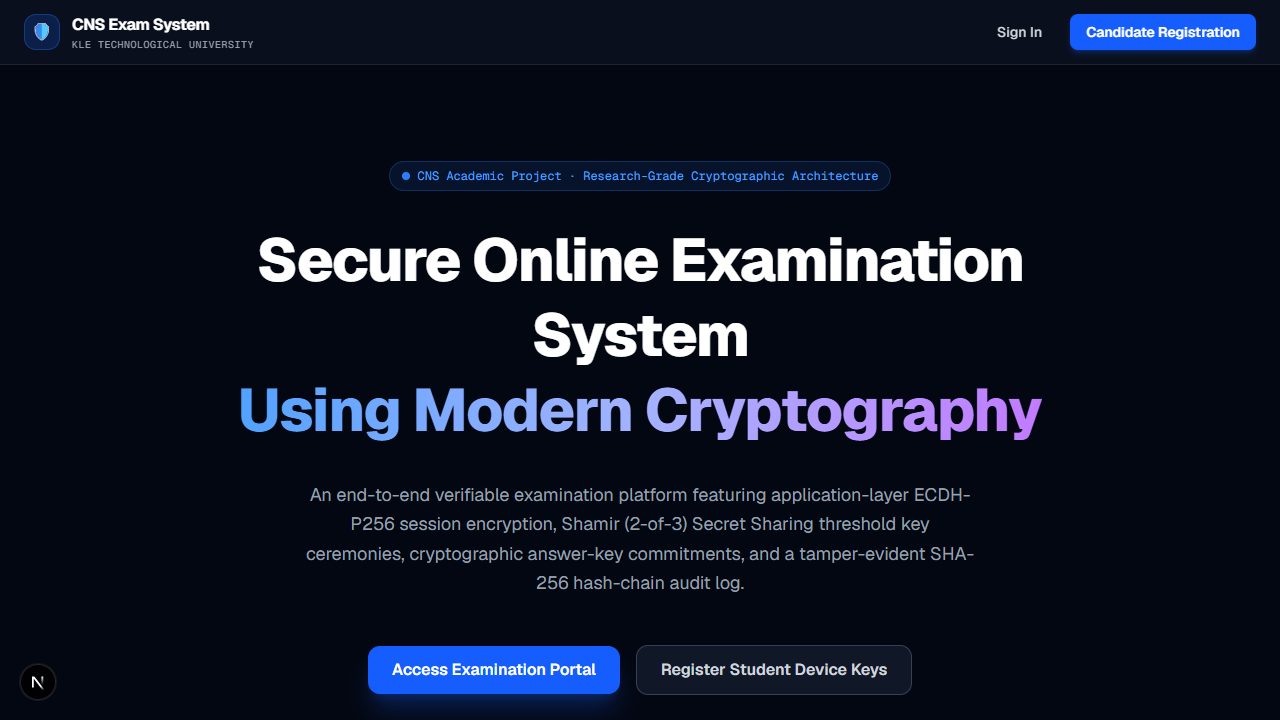 CNS Exam System
KLE TECHNOLOGICAL UNIVERSITY
Sign In
Candidate Registration
CNS Academic Project · Research-Grade Cryptographic Architecture
Secure Online Examination
System
Using Modern Cryptography
An end-to-end verifiable examination platform featuring application-layer ECDH-
P256 session encryption, Shamir (2-of-3) Secret Sharing threshold key
ceremonies, cryptographic answer-key commitments, and a tamper-evident SHA-
256 hash-chain audit log.
Access Examination Portal
Register Student Device Keys
N